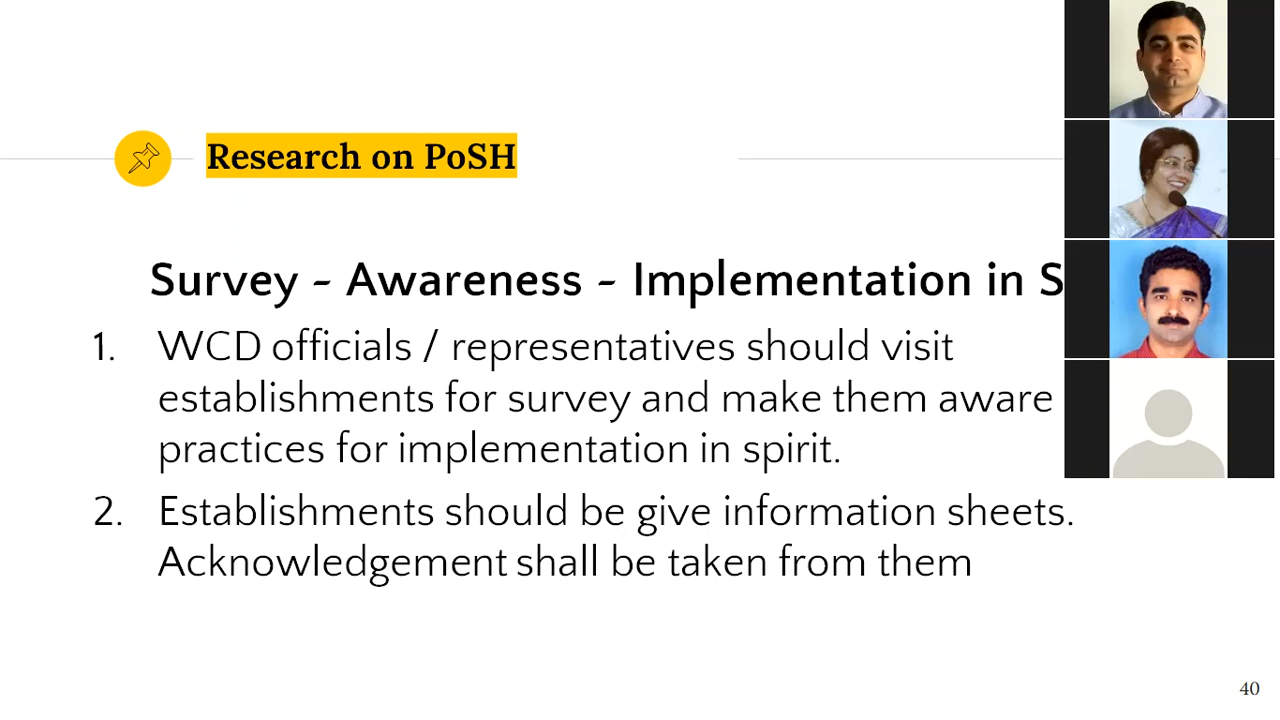 Research on PoSH
Survey - Awareness - Implementation in S
1. WCD officials / representatives should visit
establishments for survey and make them aware
practices for implementation in spirit.
2. Establishments should be give information sheets.
Acknowledgement shall be taken from them
40